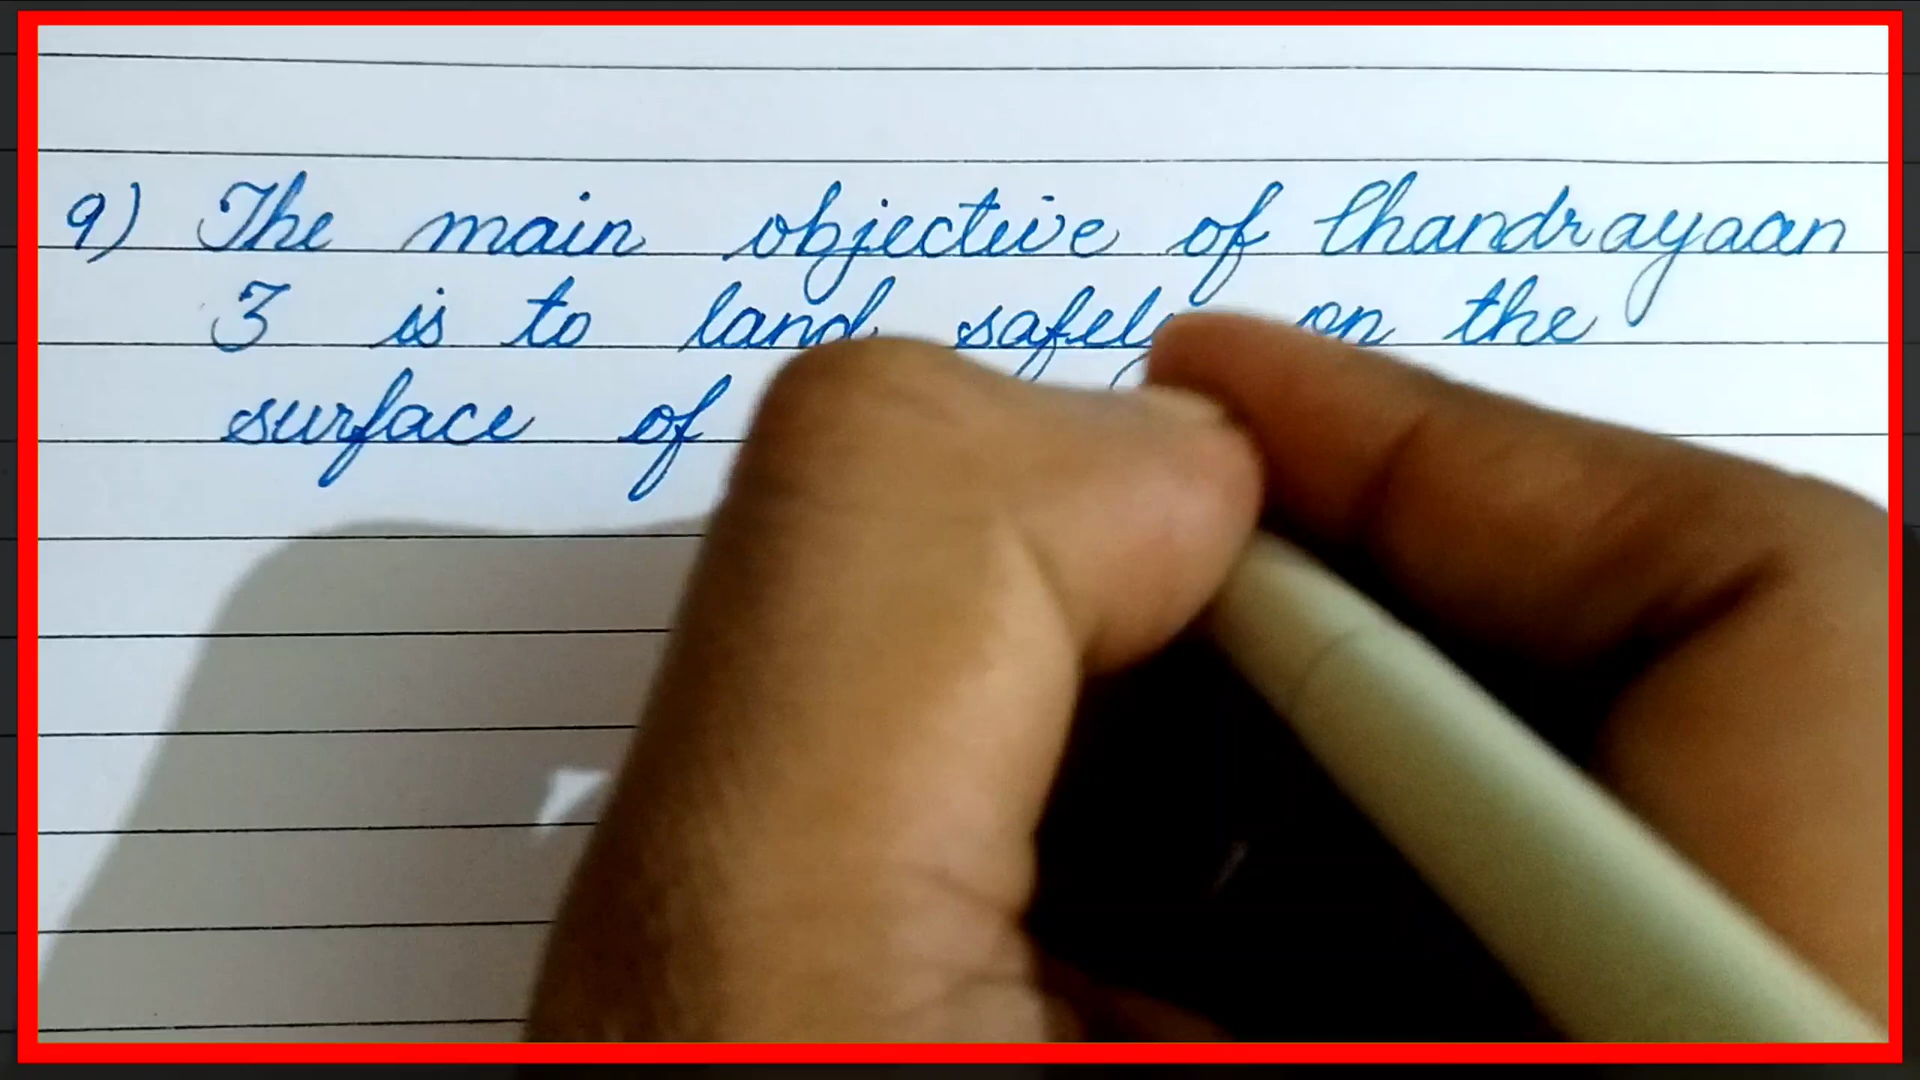 9) The main objective of Chandrayaan
3 is to land safely on the
surface of